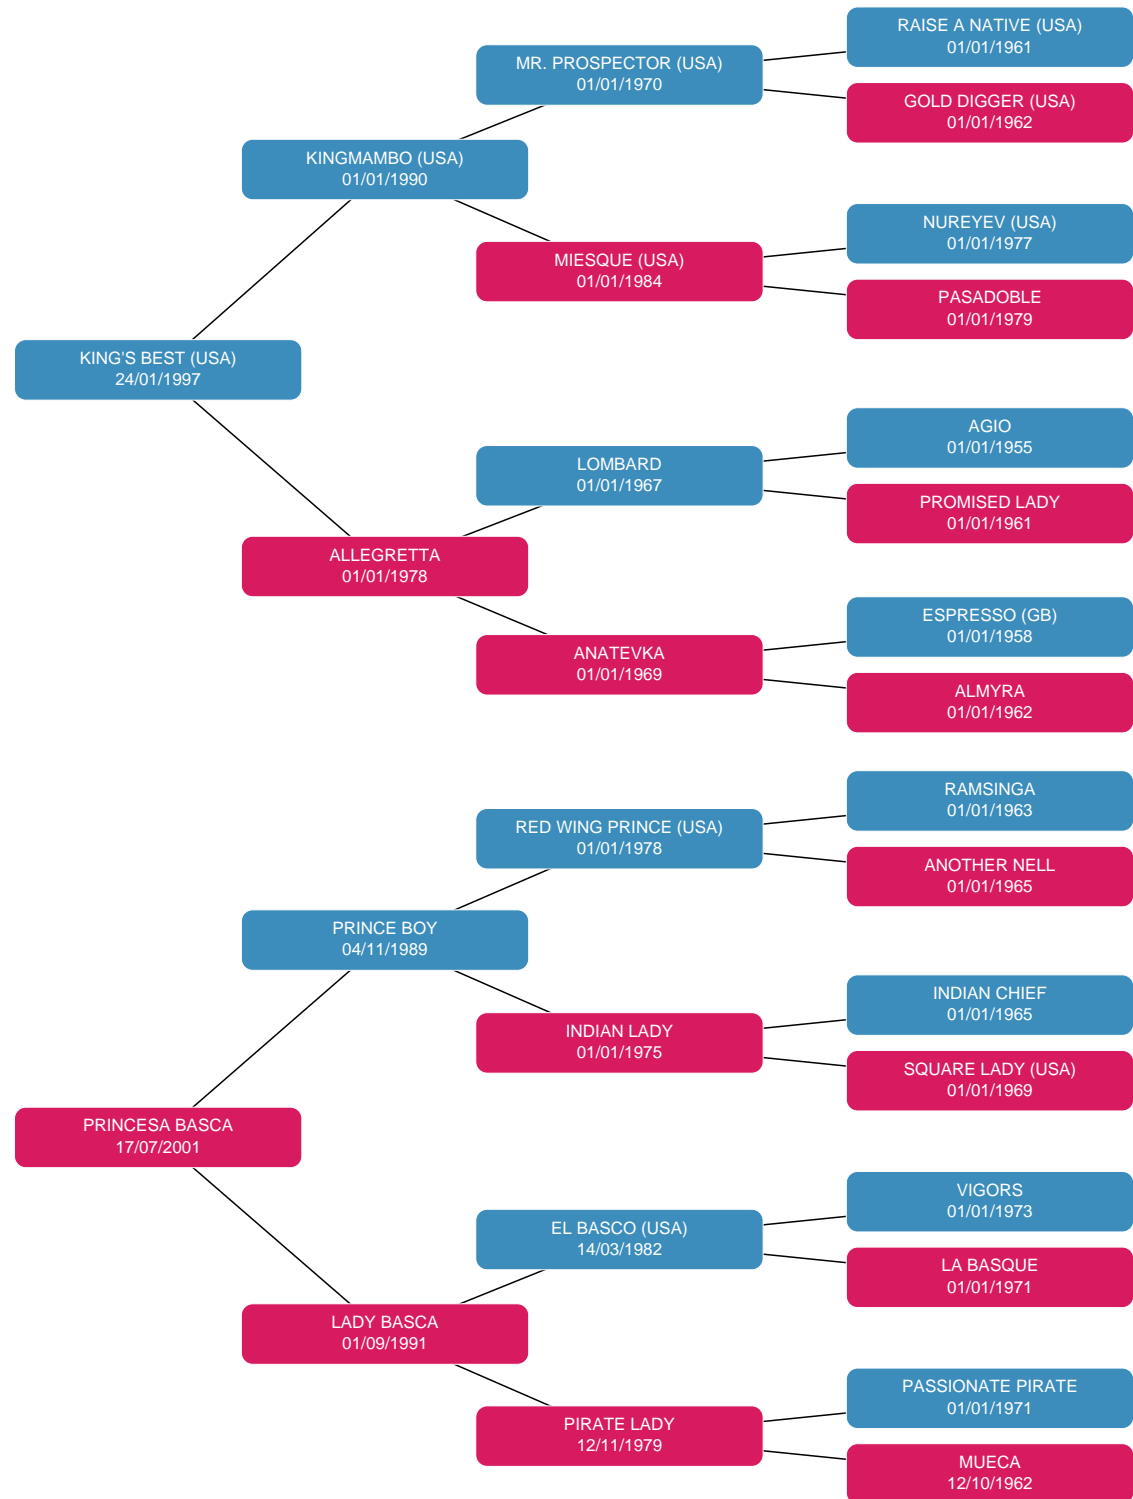 RAISE A NATIVE (USA)
01/01/1961
MR. PROSPECTOR (USA)
01/01/1970
GOLD DIGGER (USA)
01/01/1962
KINGMAMBO (USA)
01/01/1990
NUREYEV (USA)
01/01/1977
MIESQUE (USA)
01/01/1984
PASADOBLE
01/01/1979
KING'S BEST (USA)
24/01/1997
AGIO
01/01/1955
LOMBARD
01/01/1967
PROMISED LADY
01/01/1961
ALLEGRETTA
01/01/1978
ESPRESSO (GB)
01/01/1958
ANATEVKA
01/01/1969
ALMYRA
01/01/1962
RAMSINGA
01/01/1963
RED WING PRINCE (USA)
01/01/1978
ANOTHER NELL
01/01/1965
PRINCE BOY
04/11/1989
INDIAN CHIEF
01/01/1965
INDIAN LADY
01/01/1975
SQUARE LADY (USA)
01/01/1969
PRINCESA BASCA
17/07/2001
VIGORS
01/01/1973
EL BASCO (USA)
14/03/1982
LA BASQUE
01/01/1971
LADY BASCA
01/09/1991
PASSIONATE PIRATE
01/01/1971
PIRATE LADY
12/11/1979
MUECA
12/10/1962